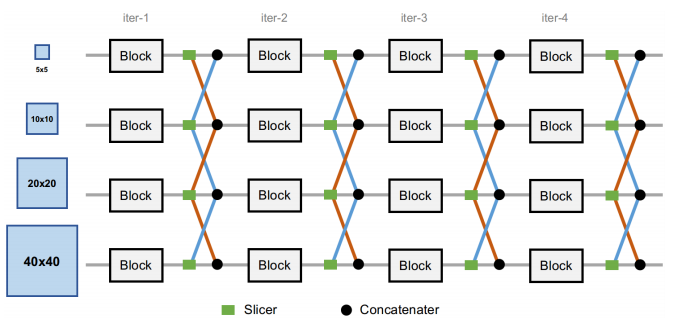 iter-1 iter-2 iter-3 iter-4
5x5 Block Block Block Block
10x10 Block Block Block Block
20x20 Block Block Block Block
40x40 Block Block Block Block
Slicer Concatenater